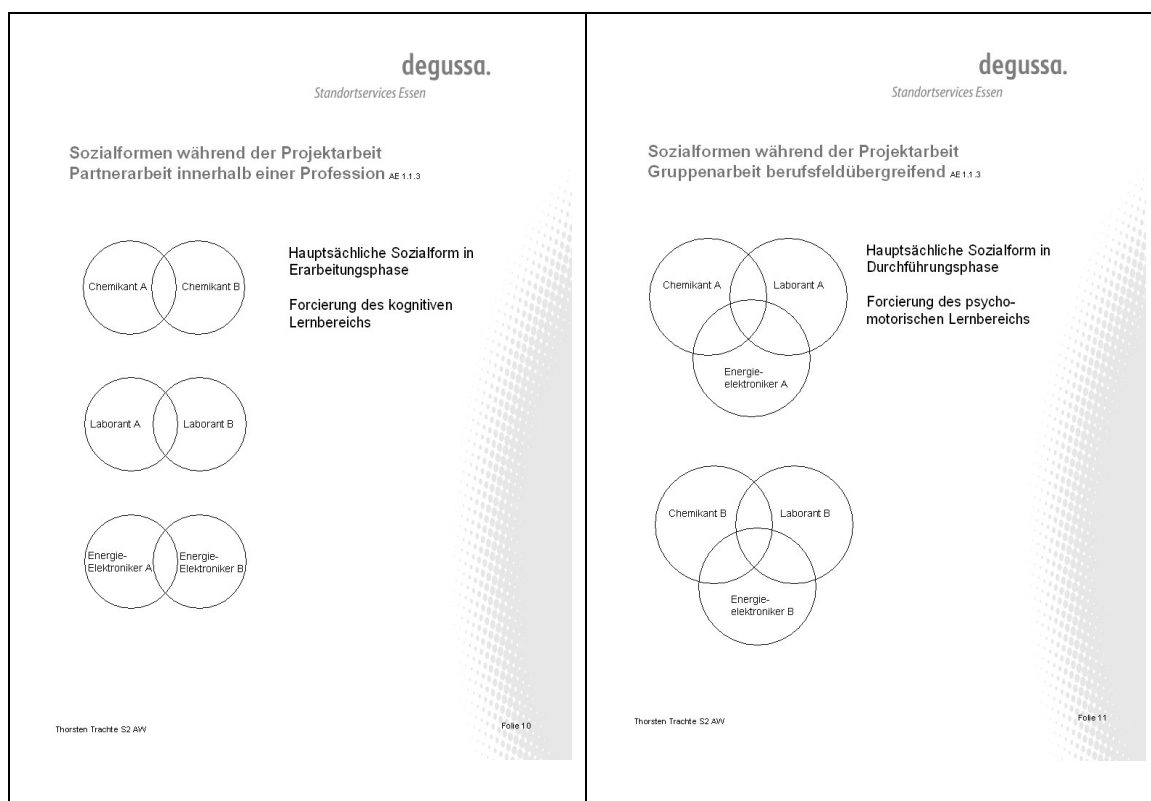 degussa.
Standortservices Essen
Sozialformen während der Projektarbeit
Partnerarbeit innerhalb einer Profession AE 1.1.3
Hauptsächliche Sozialform in
Erarbeitungsphase
Forcierung des kognitiven
Lernbereichs
Chemikant A
Chemikant B
Laborant A
Laborant B
Energie-
Elektroniker A
Energie-
Elektroniker B
Thorsten Trachte S2 AW
Folie 10
degussa.
Standortservices Essen
Sozialformen während der Projektarbeit
Gruppenarbeit berufsfeldübergreifend AE 1.1.3
Hauptsächliche Sozialform in
Durchführungsphase
Forcierung des psycho-
motorischen Lernbereichs
Chemikant A
Laborant A
Energie-
elektroniker A
Chemikant B
Laborant B
Energie-
elektroniker B
Thorsten Trachte S2 AW
Folie 11